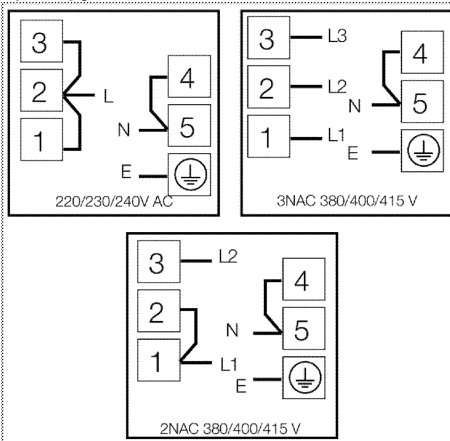 3
2 L
1
4
N 5
E
220/230/240V AC
3 L3
2 L2
1 L1
4
N 5
E
3NAC 380/400/415 V
3 L2
2
1 L1
4
N 5
E
2NAC 380/400/415 V